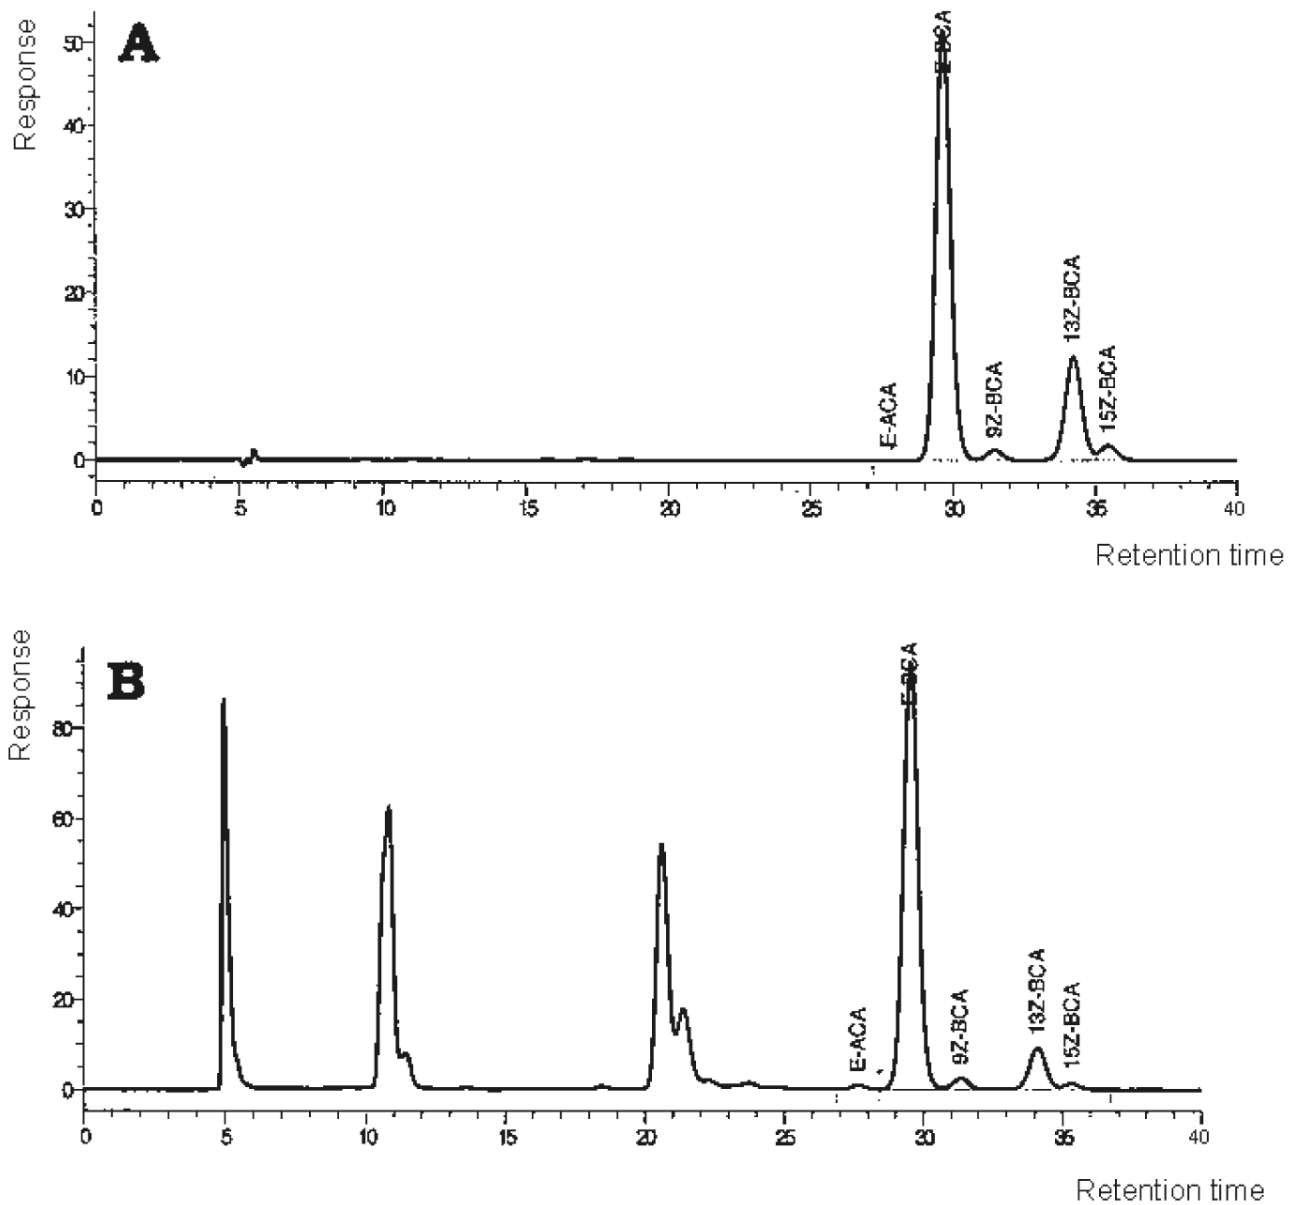 Response
A
50
40
30
20
10
0
E-BCA
E-ACA
9Z-BCA
13Z-BCA
15Z-BCA
0 5 10 15 20 25 30 35 40
Retention time
Response
B
80
60
40
20
0
E-BCA
E-ACA
9Z-BCA
13Z-BCA
15Z-BCA
0 5 10 15 20 25 30 35 40
Retention time